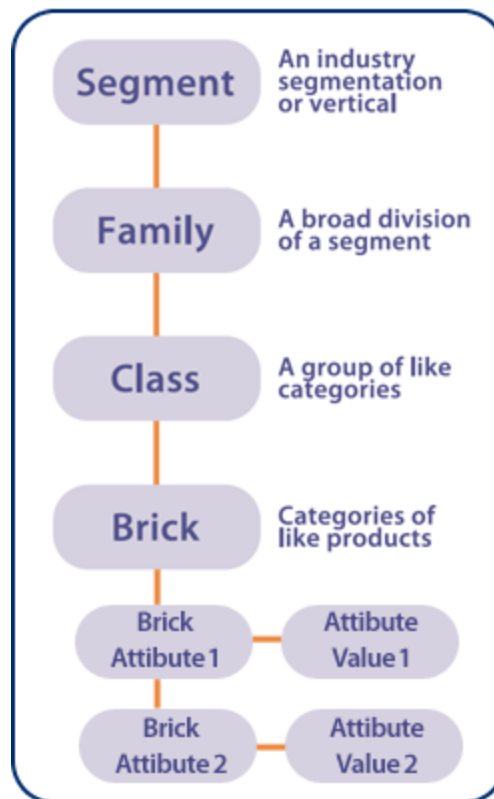 Segment
An industry
segmentation
or vertical
Family
A broad division
of a segment
Class
A group of like
categories
Brick
Categories of
like products
Brick
Attibute 1
Attibute
Value 1
Brick
Attibute 2
Attibute
Value 2